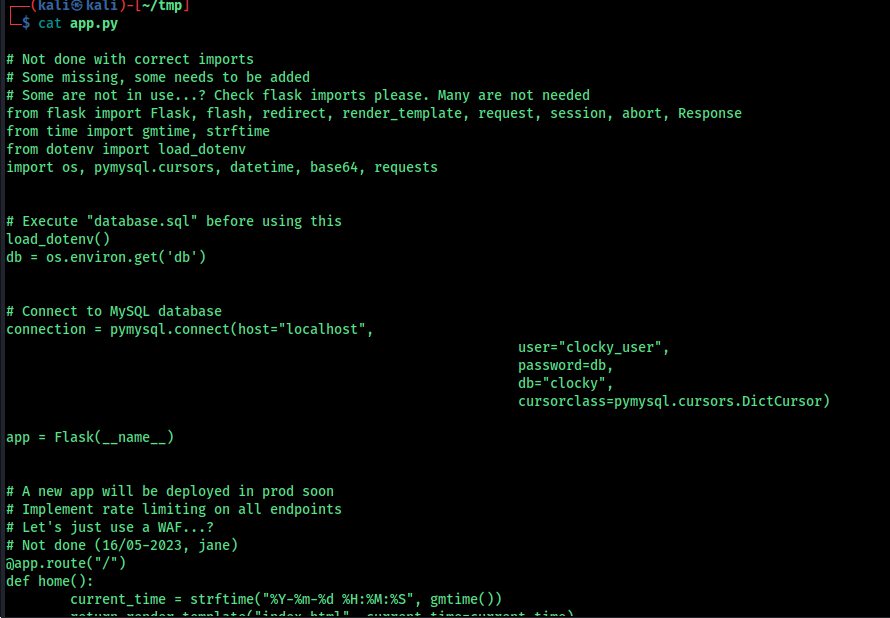 ┌──(kali㉿kali)-[~/tmp]
└─$ cat app.py
# Not done with correct imports
# Some missing, some needs to be added
# Some are not in use...? Check flask imports please. Many are not needed
from flask import Flask, flash, redirect, render_template, request, session, abort, Response
from time import gmtime, strftime
from dotenv import load_dotenv
import os, pymysql.cursors, datetime, base64, requests
# Execute "database.sql" before using this
load_dotenv()
db = os.environ.get('db')
# Connect to MySQL database
connection = pymysql.connect(host="localhost",
user="clocky_user",
password=db,
db="clocky",
cursorclass=pymysql.cursors.DictCursor)
app = Flask(__name__)
# A new app will be deployed in prod soon
# Implement rate limiting on all endpoints
# Let's just use a WAF...?
# Not done (16/05-2023, jane)
@app.route("/")
def home():
current_time = strftime("%Y-%m-%d %H:%M:%S", gmtime())
return render_template("index.html", current_time=current_time)